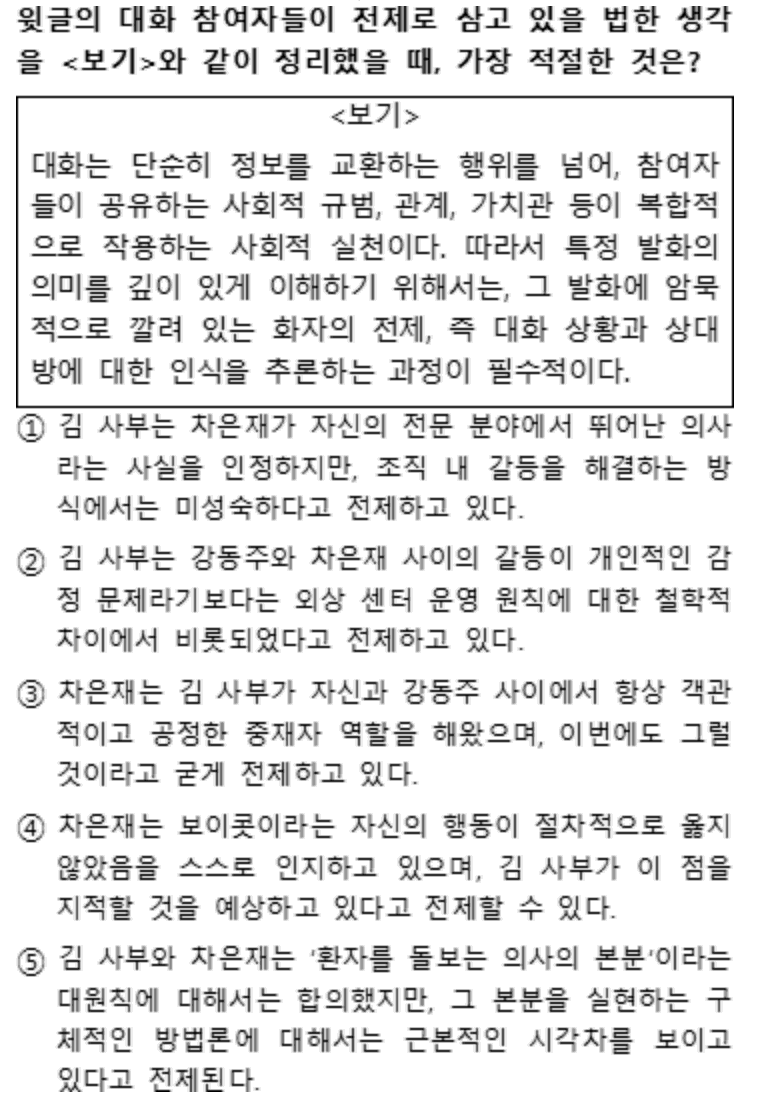 윗글의 대화 참여자들이 전제로 삼고 있을 법한 생각
을 <보기>와 같이 정리했을 때, 가장 적절한 것은?
<보기>
대화는 단순히 정보를 교환하는 행위를 넘어, 참여자
들이 공유하는 사회적 규범, 관계, 가치관 등이 복합적
으로 작용하는 사회적 실천이다. 따라서 특정 발화의
의미를 깊이 있게 이해하기 위해서는, 그 발화에 암묵
적으로 깔려 있는 화자의 전제, 즉 대화 상황과 상대
방에 대한 인식을 추론하는 과정이 필수적이다.
① 김 사부는 차은재가 자신의 전문 분야에서 뛰어난 의사
라는 사실을 인정하지만, 조직 내 갈등을 해결하는 방
식에서는 미성숙하다고 전제하고 있다.
② 김 사부는 강동주와 차은재 사이의 갈등이 개인적인 감
정 문제라기보다는 외상 센터 운영 원칙에 대한 철학적
차이에서 비롯되었다고 전제하고 있다.
③ 차은재는 김 사부가 자신과 강동주 사이에서 항상 객관
적이고 공정한 중재자 역할을 해왔으며, 이번에도 그럴
것이라고 굳게 전제하고 있다.
④ 차은재는 보이콧이라는 자신의 행동이 절차적으로 옳지
않았음을 스스로 인지하고 있으며, 김 사부가 이 점을
지적할 것을 예상하고 있다고 전제할 수 있다.
⑤ 김 사부와 차은재는 '환자를 돌보는 의사의 본분'이라는
대원칙에 대해서는 합의했지만, 그 본분을 실현하는 구
체적인 방법론에 대해서는 근본적인 시각차를 보이고
있다고 전제된다.